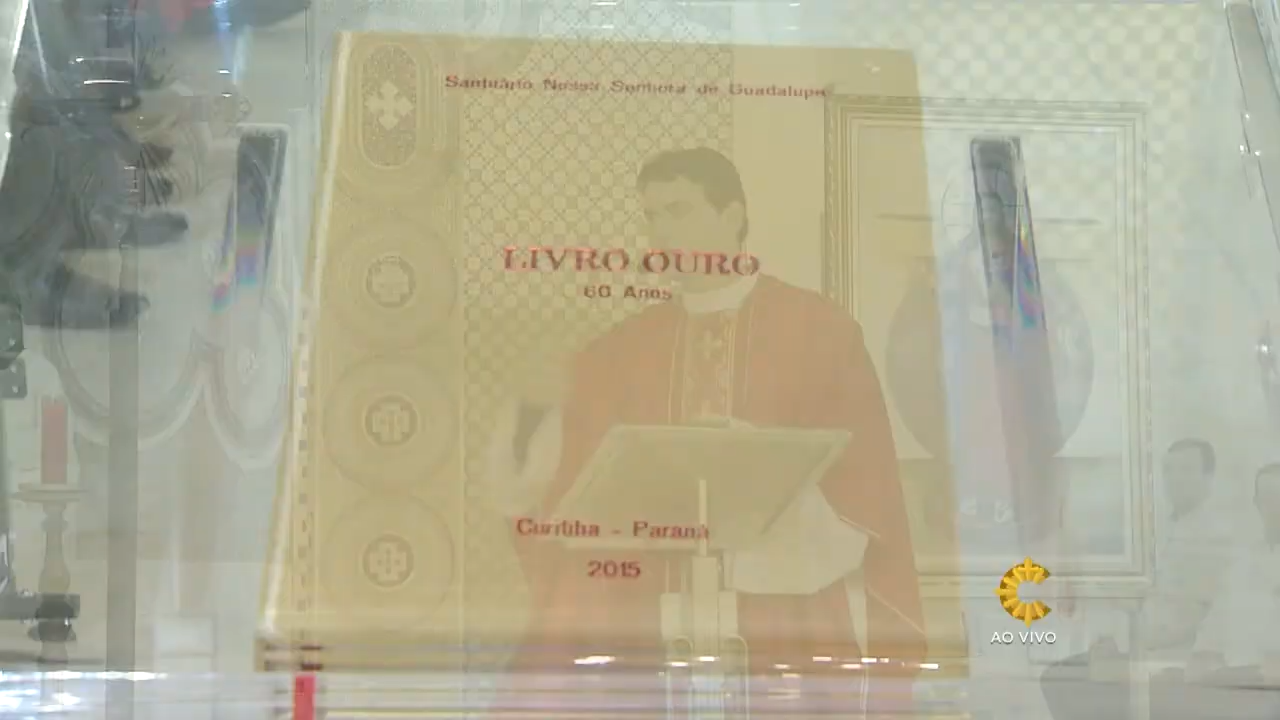 Santuário Nossa Senhora de Guadalupe
LIVRO OURO
60 Anos
Curitiba - Paraná
2015
AO VIVO